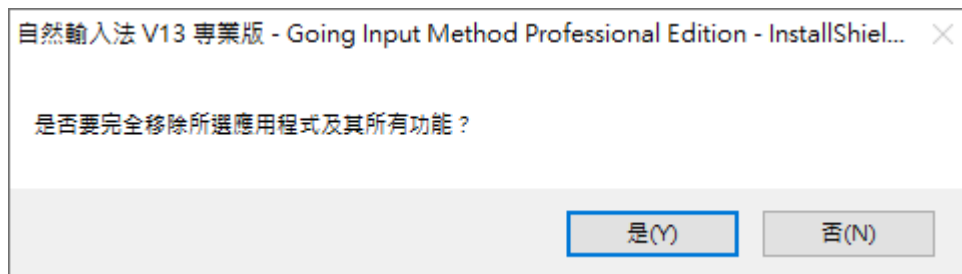 自然輸入法 V13 專業版 - Going Input Method Professional Edition - InstallShiel...
是否要完全移除所選應用程式及其所有功能？
是(Y)
否(N)